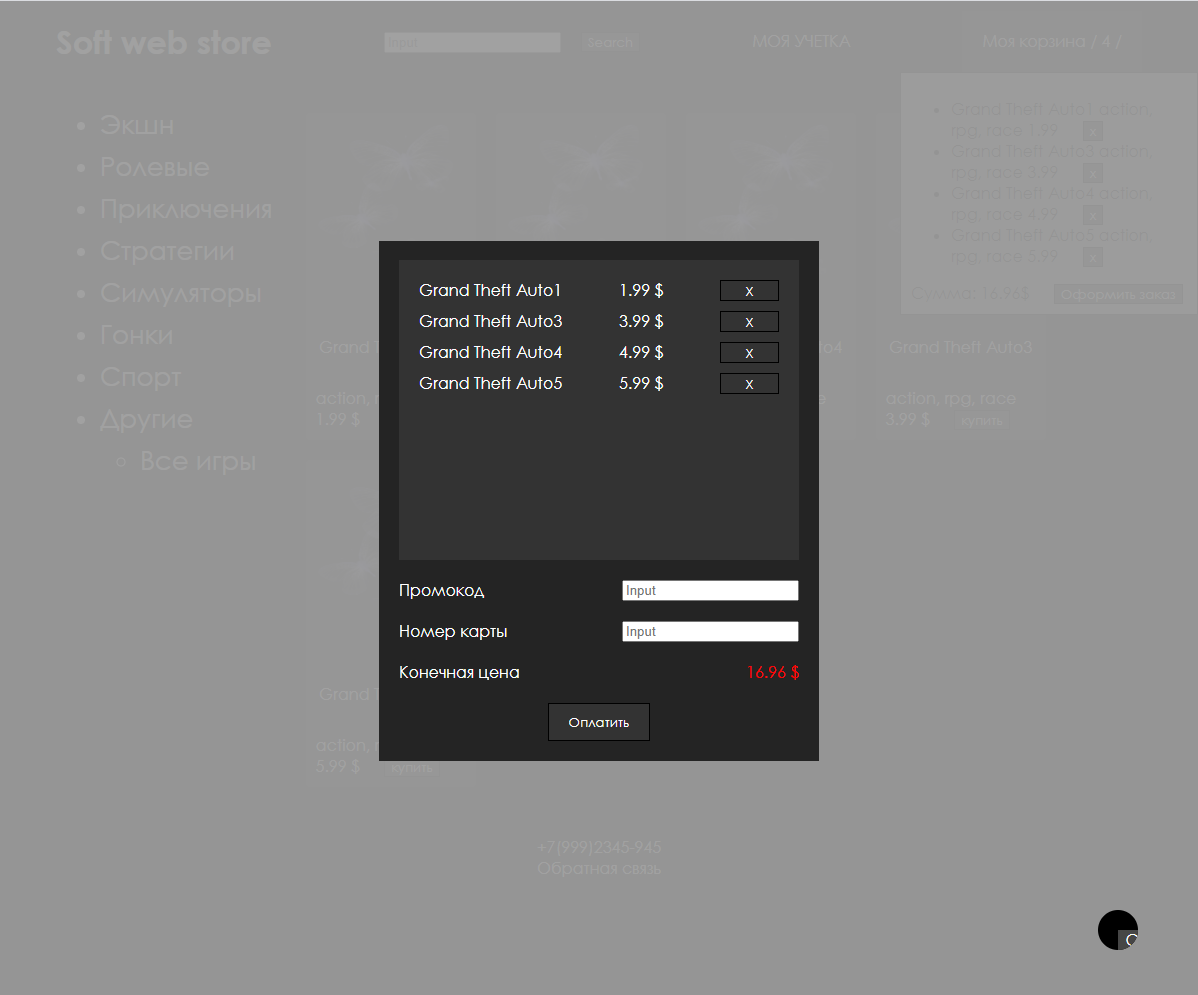 Soft web store
Input
Search
МОЯ УЧЕТКА
Моя корзина / 4 /
Grand Theft Auto1 action,
rpg, race 1.99 x
Grand Theft Auto3 action,
rpg, race 3.99 x
Grand Theft Auto4 action,
rpg, race 4.99 x
Grand Theft Auto5 action,
rpg, race 5.99 x
Сумма: 16.96$ Оформить заказ
Экшн
Ролевые
Приключения
Стратегии
Симуляторы
Гонки
Спорт
Другие
Все игры
Grand Theft Auto1 1.99 $ x
Grand Theft Auto3 3.99 $ x
Grand Theft Auto4 4.99 $ x
Grand Theft Auto5 5.99 $ x
Промокод Input
Номер карты Input
Конечная цена 16.96 $
Оплатить
Grand
action,
1.99 $
Grand Theft Auto3
action, rpg, race
3.99 $ купить
Grand
action,
5.99 $ купить
+7(999)2345-945
Обратная связь